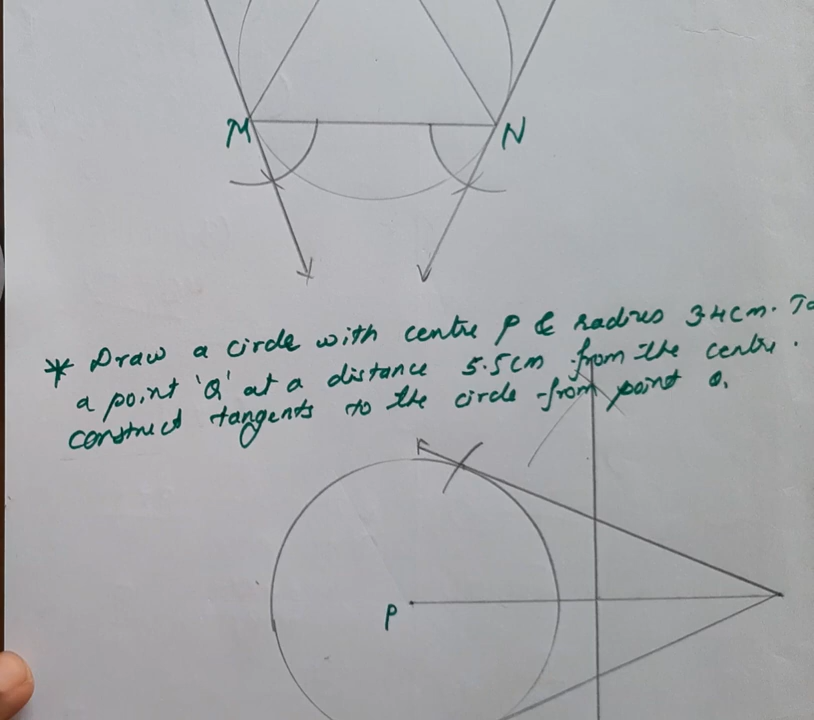 M N
* Draw a circle with centre P & radius 3.4cm. Ta
a point 'Q' at a distance 5.5cm from the centre.
construct tangents to the circle from point Q.
P